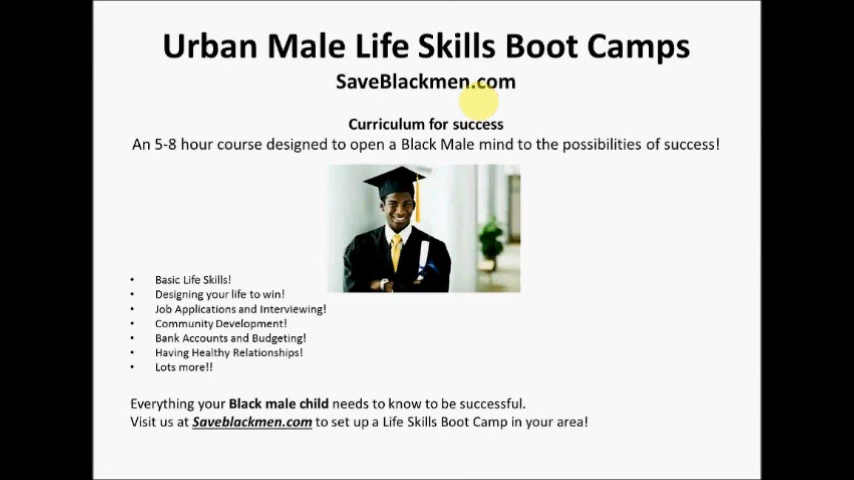 Urban Male Life Skills Boot Camps
SaveBlackmen.com
Curriculum for success
An 5-8 hour course designed to open a Black Male mind to the possibilities of success!
• Basic Life Skills!
• Designing your life to win!
• Job Applications and Interviewing!
• Community Development!
• Bank Accounts and Budgeting!
• Having Healthy Relationships!
• Lots more!!
Everything your Black male child needs to know to be successful.
Visit us at Saveblackmen.com to set up a Life Skills Boot Camp in your area!